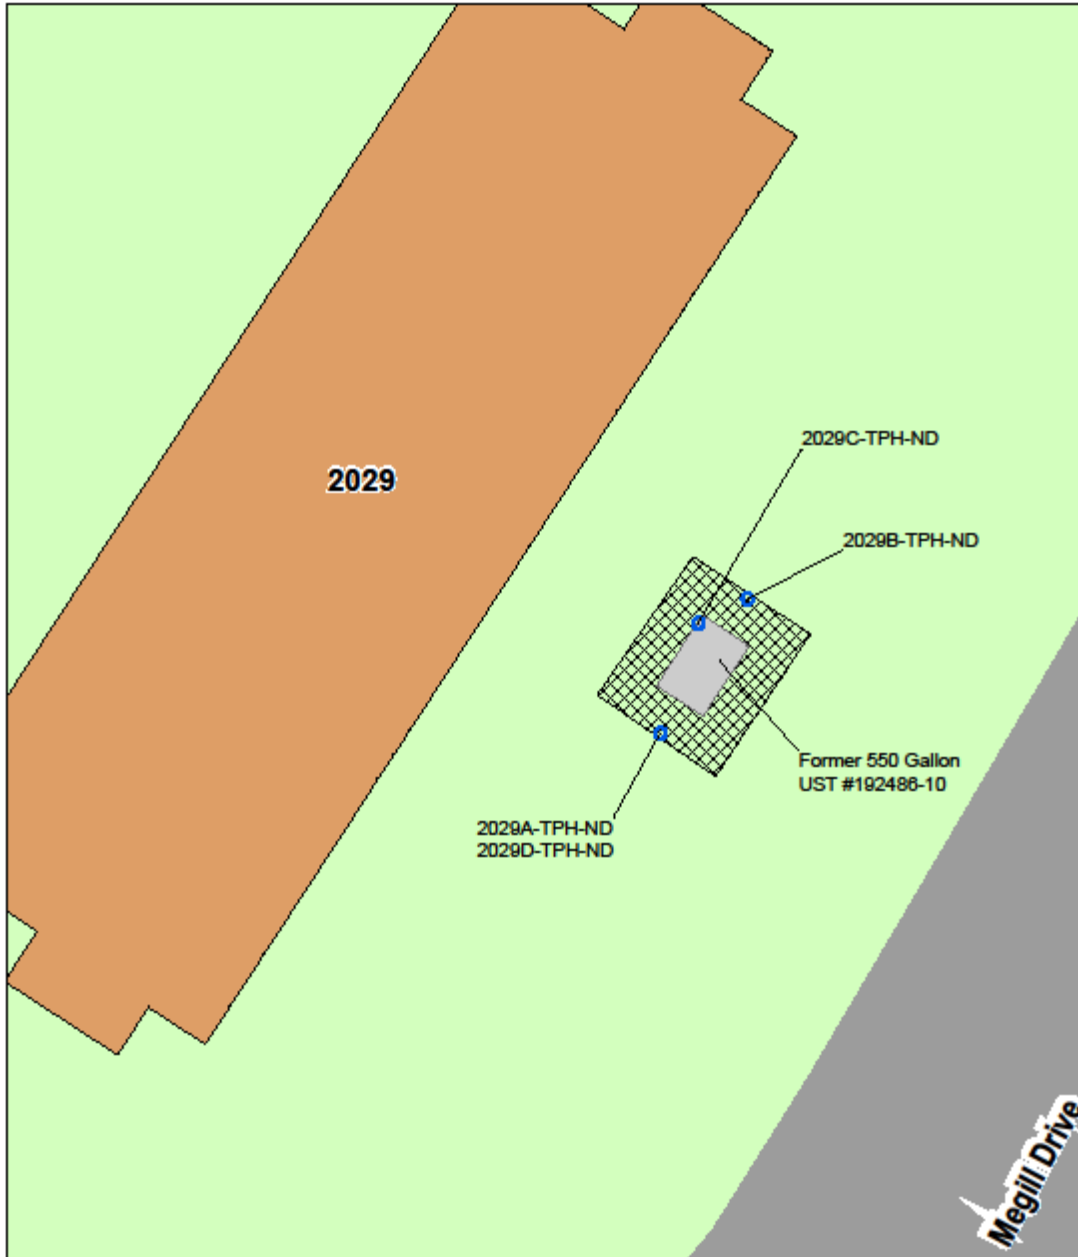 2029C-TPH-ND
2029
2029B-TPH-ND
Former 550 Gallon
UST #192486-10
2029A-TPH-ND
2029D-TPH-ND
Megill Drive